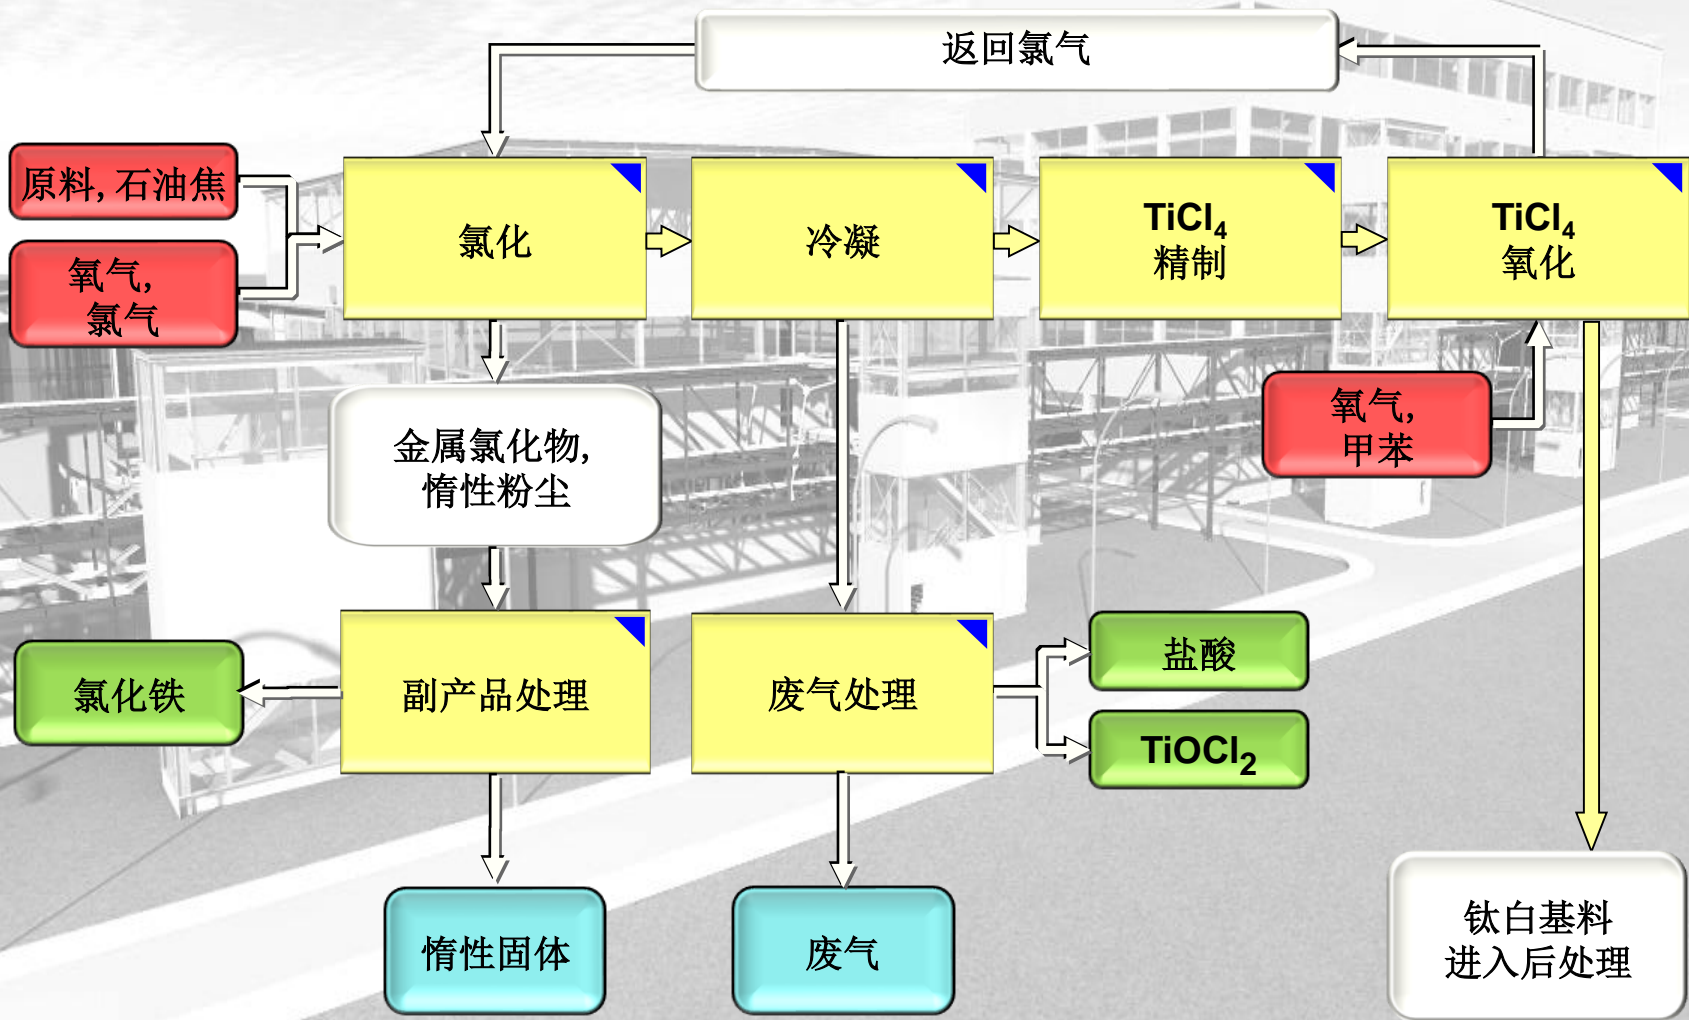 返回氯气
原料, 石油焦
氧气,
氯气
氯化
冷凝
TiCl₄
精制
TiCl₄
氧化
金属氯化物,
惰性粉尘
氧气,
甲苯
氯化铁
副产品处理
废气处理
盐酸
TiOCl₂
惰性固体
废气
钛白基料
进入后处理